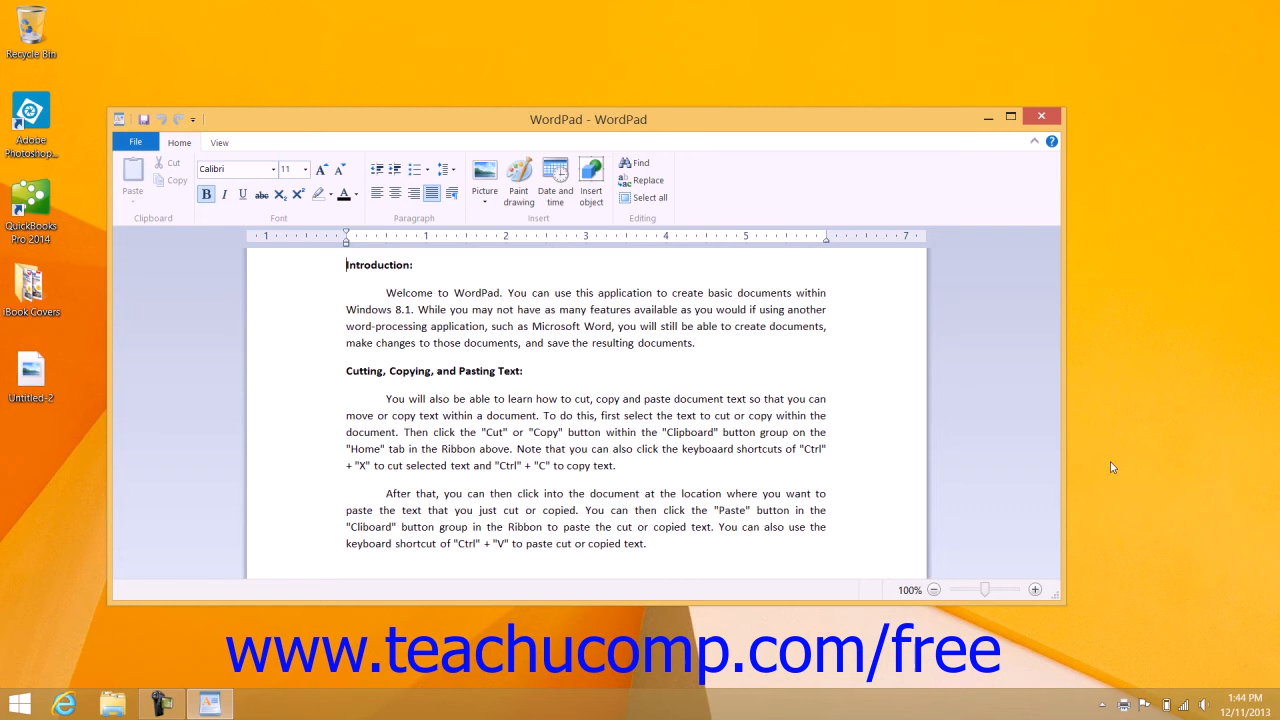 Recycle Bin
Adobe
Photoshop...
QuickBooks
Pro 2014
iBook Covers
Untitled-2
WordPad - WordPad
File Home View
Paste
Cut
Copy
Clipboard
Calibri 11
B I U abc X₂ X² A
Font
Paragraph
Picture
Paint
drawing
Date and
time
Insert
object
Insert
Find
Replace
Select all
Editing
1 1 2 3 4 5 7
Introduction:
Welcome to WordPad. You can use this application to create basic documents within
Windows 8.1. While you may not have as many features available as you would if using another
word-processing application, such as Microsoft Word, you will still be able to create documents,
make changes to those documents, and save the resulting documents.
Cutting, Copying, and Pasting Text:
You will also be able to learn how to cut, copy and paste document text so that you can
move or copy text within a document. To do this, first select the text to cut or copy within the
document. Then click the "Cut" or "Copy" button within the "Clipboard" button group on the
"Home" tab in the Ribbon above. Note that you can also click the keyboaard shortcuts of "Ctrl"
+ "X" to cut selected text and "Ctrl" + "C" to copy text.
After that, you can then click into the document at the location where you want to
paste the text that you just cut or copied. You can then click the "Paste" button in the
"Cliboard" button group in the Ribbon to paste the cut or copied text. You can also use the
keyboard shortcut of "Ctrl" + "V" to paste cut or copied text.
100%
www.teachucomp.com/free
1:44 PM
12/11/2013